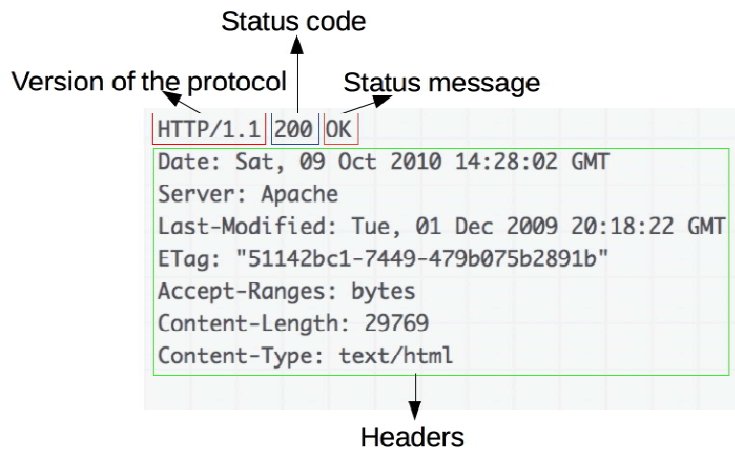 Status code
Version of the protocol
Status message
HTTP/1.1 200 OK
Date: Sat, 09 Oct 2010 14:28:02 GMT
Server: Apache
Last-Modified: Tue, 01 Dec 2009 20:18:22 GMT
ETag: "51142bc1-7449-479b075b2891b"
Accept-Ranges: bytes
Content-Length: 29769
Content-Type: text/html
Headers